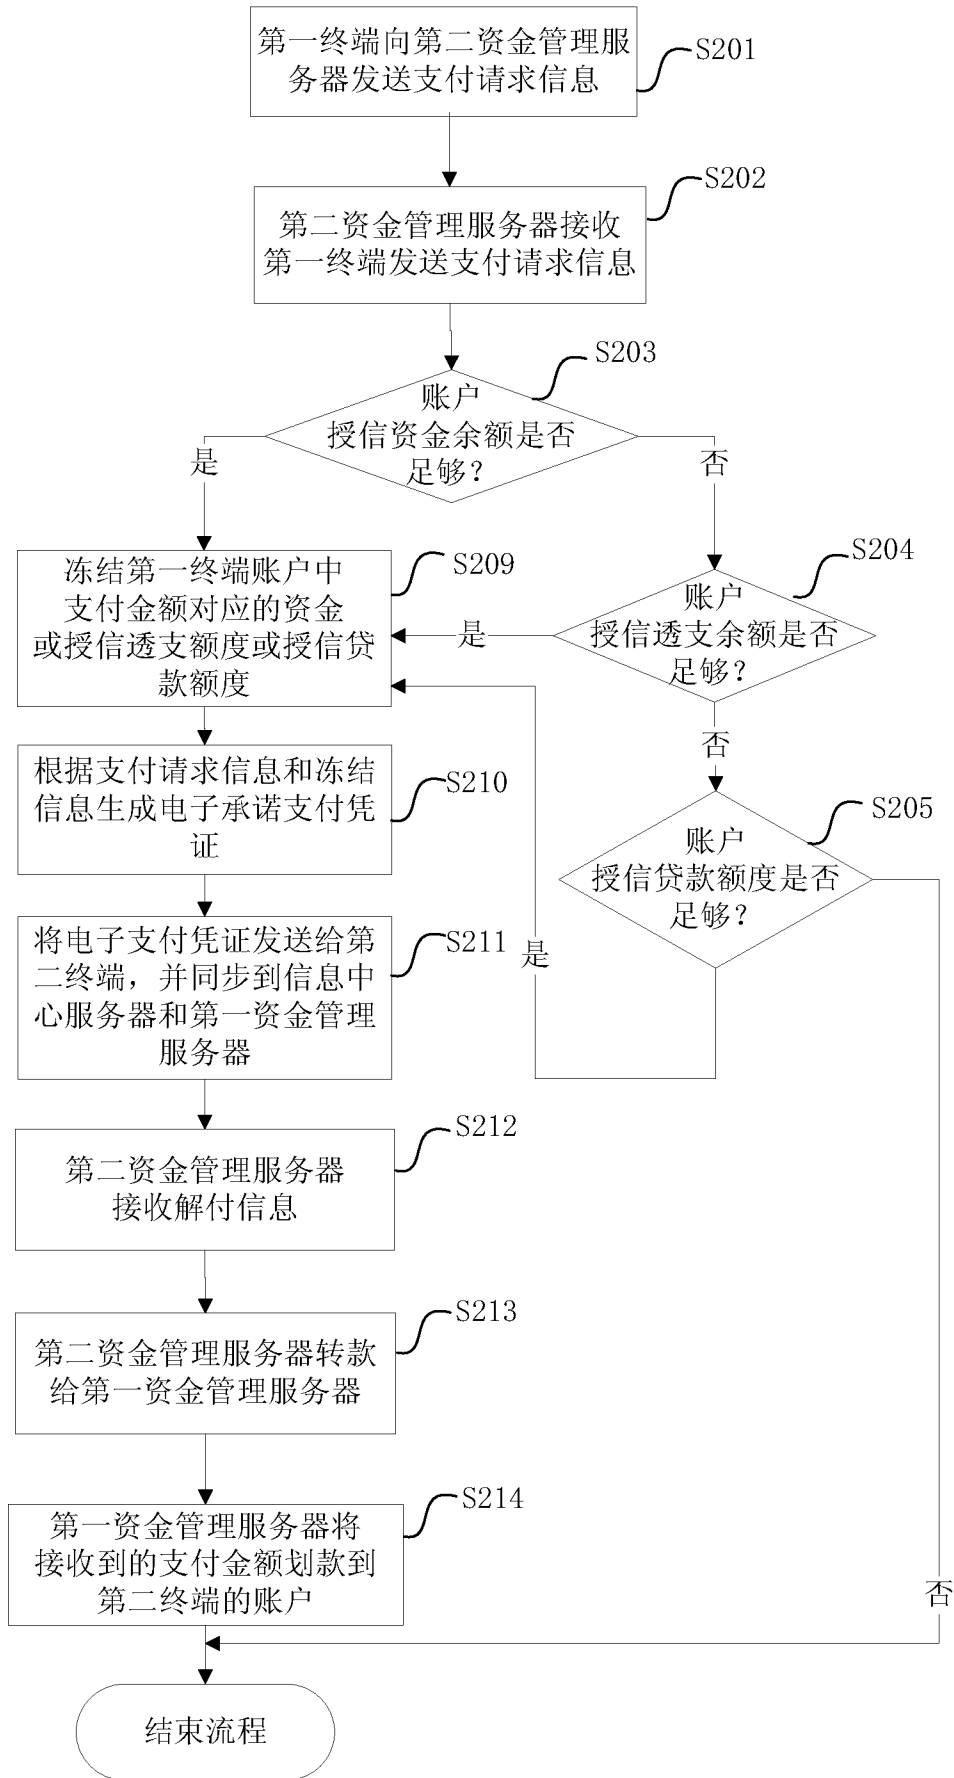 第一终端向第二资金管理服
务器发送支付请求信息
S201
S202
第二资金管理服务器接收
第一终端发送支付请求信息
S203
账户
授信资金余额是否
足够？
是
否
S209
冻结第一终端账户中
支付金额对应的资金
或授信透支额度或授信贷
款额度
S204
账户
授信透支余额是否
足够？
是
否
根据支付请求信息和冻结
信息生成电子承诺支付凭
证
S210
S205
账户
授信贷款额度是否
足够？
是
将电子支付凭证发送给第
二终端，并同步到信息中
心服务器和第一资金管理
服务器
S211
S212
第二资金管理服务器
接收解付信息
S213
第二资金管理服务器转款
给第一资金管理服务器
S214
第一资金管理服务器将
接收到的支付金额划款到
第二终端的账户
否
结束流程